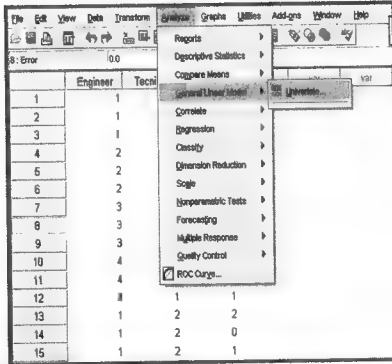 File Edit View Data Transform Analyze Graphs Utilities Add-ons Window Help
8 : Error 0.0
Engineer Techni var
Reports
Descriptive Statistics
Compare Means
General Linear Model Univariate...
Correlate
Regression
Classify
Dimension Reduction
Scale
Nonparametric Tests
Forecasting
Multiple Response
Quality Control
ROC Curve...
1 1
2 1
3 1
4 2
5 2
6 2
7 3
8 3
9 3
10 4
11 4
12 1 1
13 1 2 2
14 1 2 0
15 1 2 1